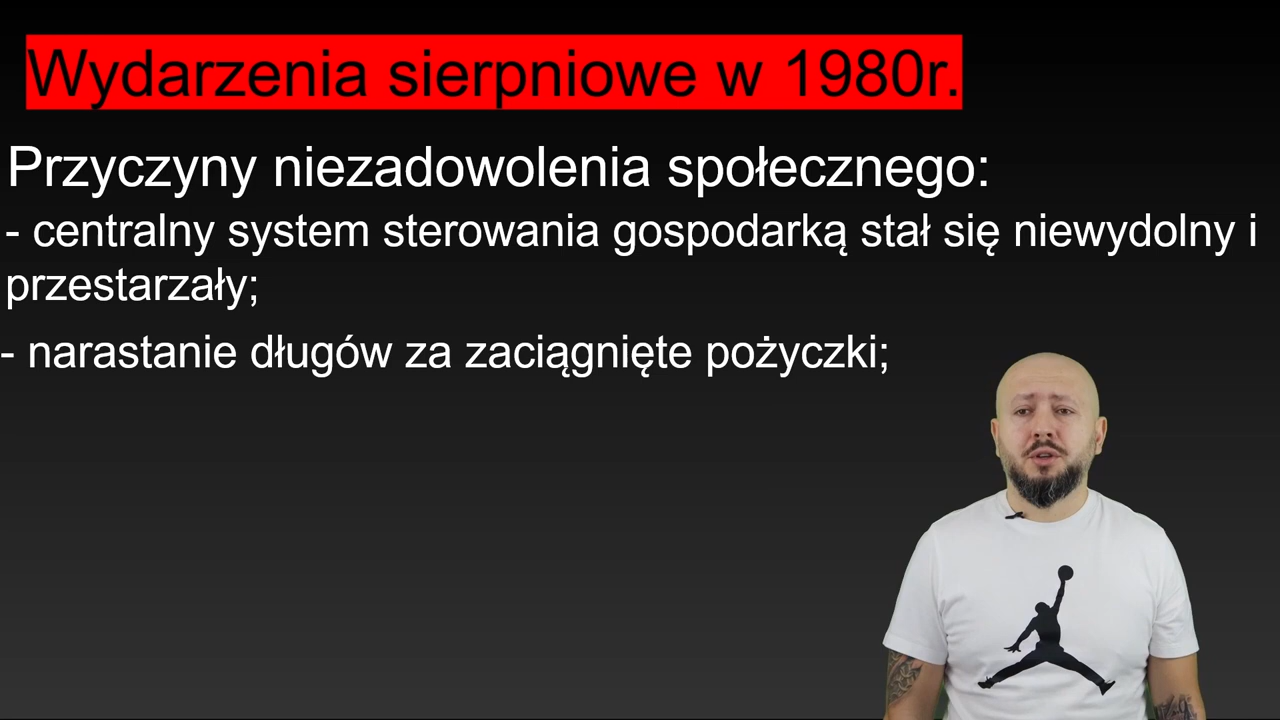 Wydarzenia sierpniowe w 1980r.
Przyczyny niezadowolenia społecznego:
- centralny system sterowania gospodarką stał się niewydolny i
przestarzały;
- narastanie długów za zaciągnięte pożyczki;